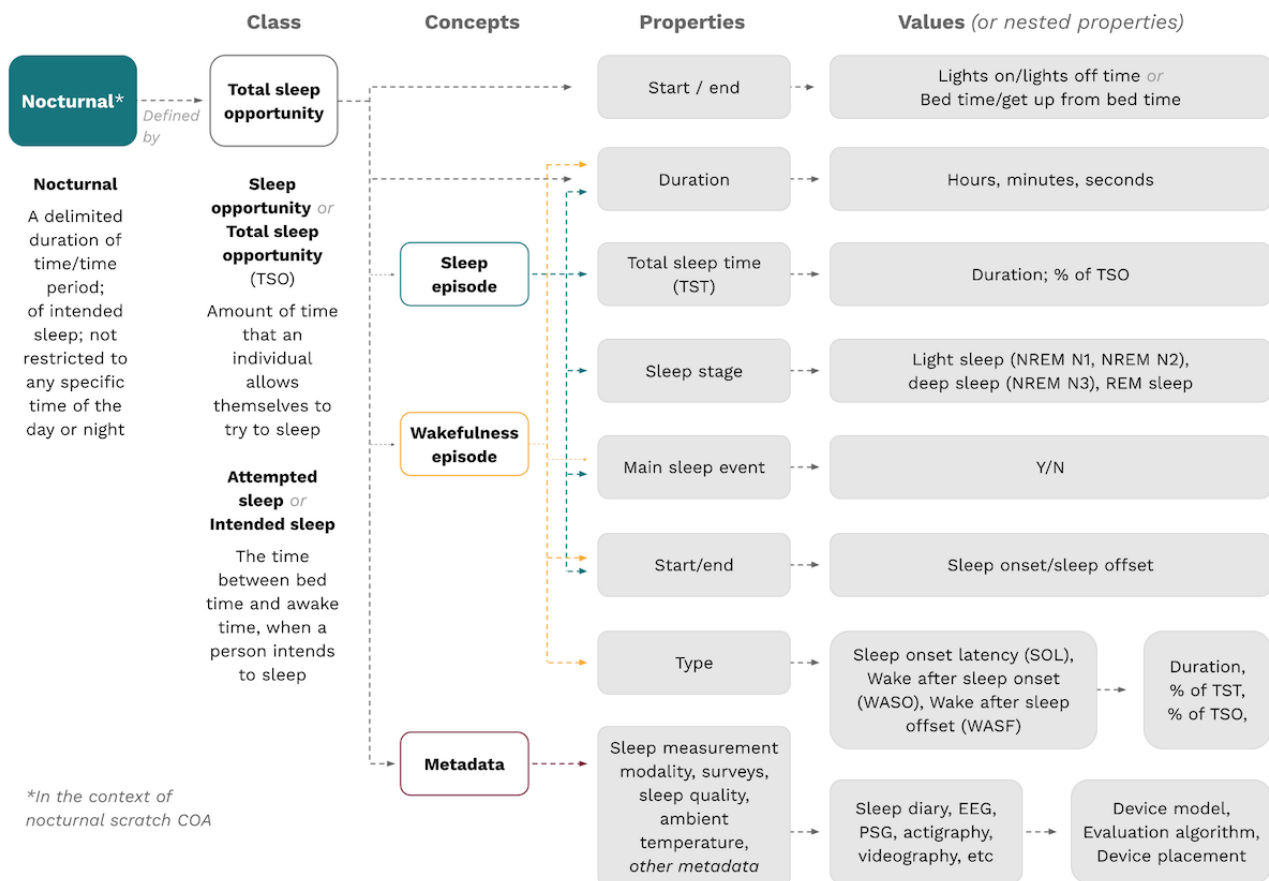 Class
Concepts
Properties
Values (or nested properties)
Nocturnal*
Defined
by
Total sleep
opportunity
Start / end
Lights on/lights off time or
Bed time/get up from bed time
Nocturnal
A delimited
duration of
time/time
period;
of intended
sleep; not
restricted to
any specific
time of the
day or night
Sleep
opportunity or
Total sleep
opportunity
(TSO)
Amount of time
that an
individual
allows
themselves to
try to sleep
Attempted
sleep or
Intended sleep
The time
between bed
time and awake
time, when a
person intends
to sleep
Duration
Hours, minutes, seconds
Sleep
episode
Total sleep time
(TST)
Duration; % of TSO
Sleep stage
Light sleep (NREM N1, NREM N2),
deep sleep (NREM N3), REM sleep
Wakefulness
episode
Main sleep event
Y/N
Start/end
Sleep onset/sleep offset
Type
Sleep onset latency (SOL),
Wake after sleep onset
(WASO), Wake after sleep
offset (WASF)
Duration,
% of TST,
% of TSO,
Metadata
Sleep measurement
modality, surveys,
sleep quality,
ambient
temperature,
other metadata
Sleep diary, EEG,
PSG, actigraphy,
videography, etc
Device model,
Evaluation algorithm,
Device placement
*In the context of
nocturnal scratch COA